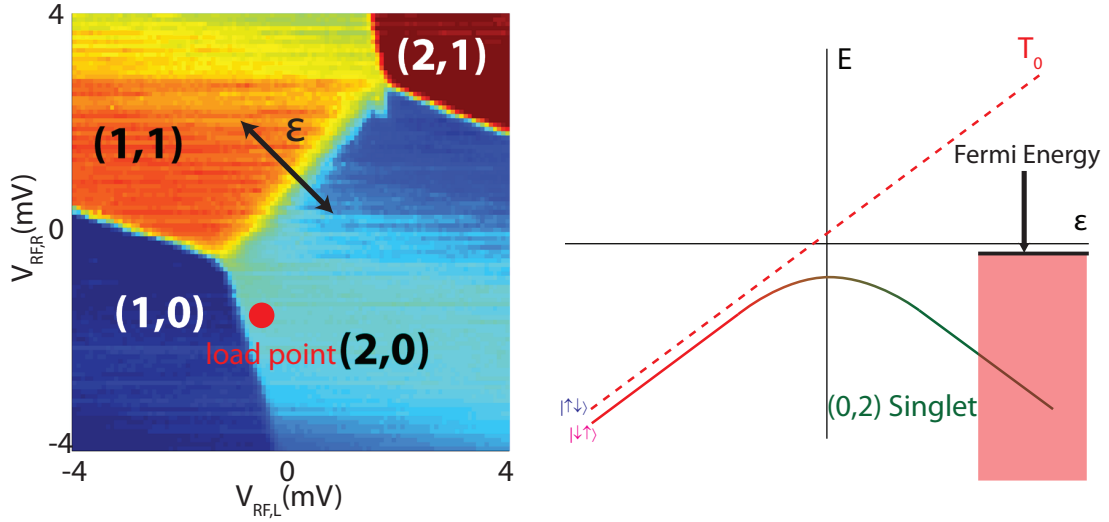 4
(2,1)
(1,1)
ε
V_RF,R(mV)
0
(1,0)
load point (2,0)
-4
-4
0
4
V_RF,L(mV)
E
T_0
Fermi Energy
ε
|↑↓⟩
|↓↑⟩
(0,2) Singlet